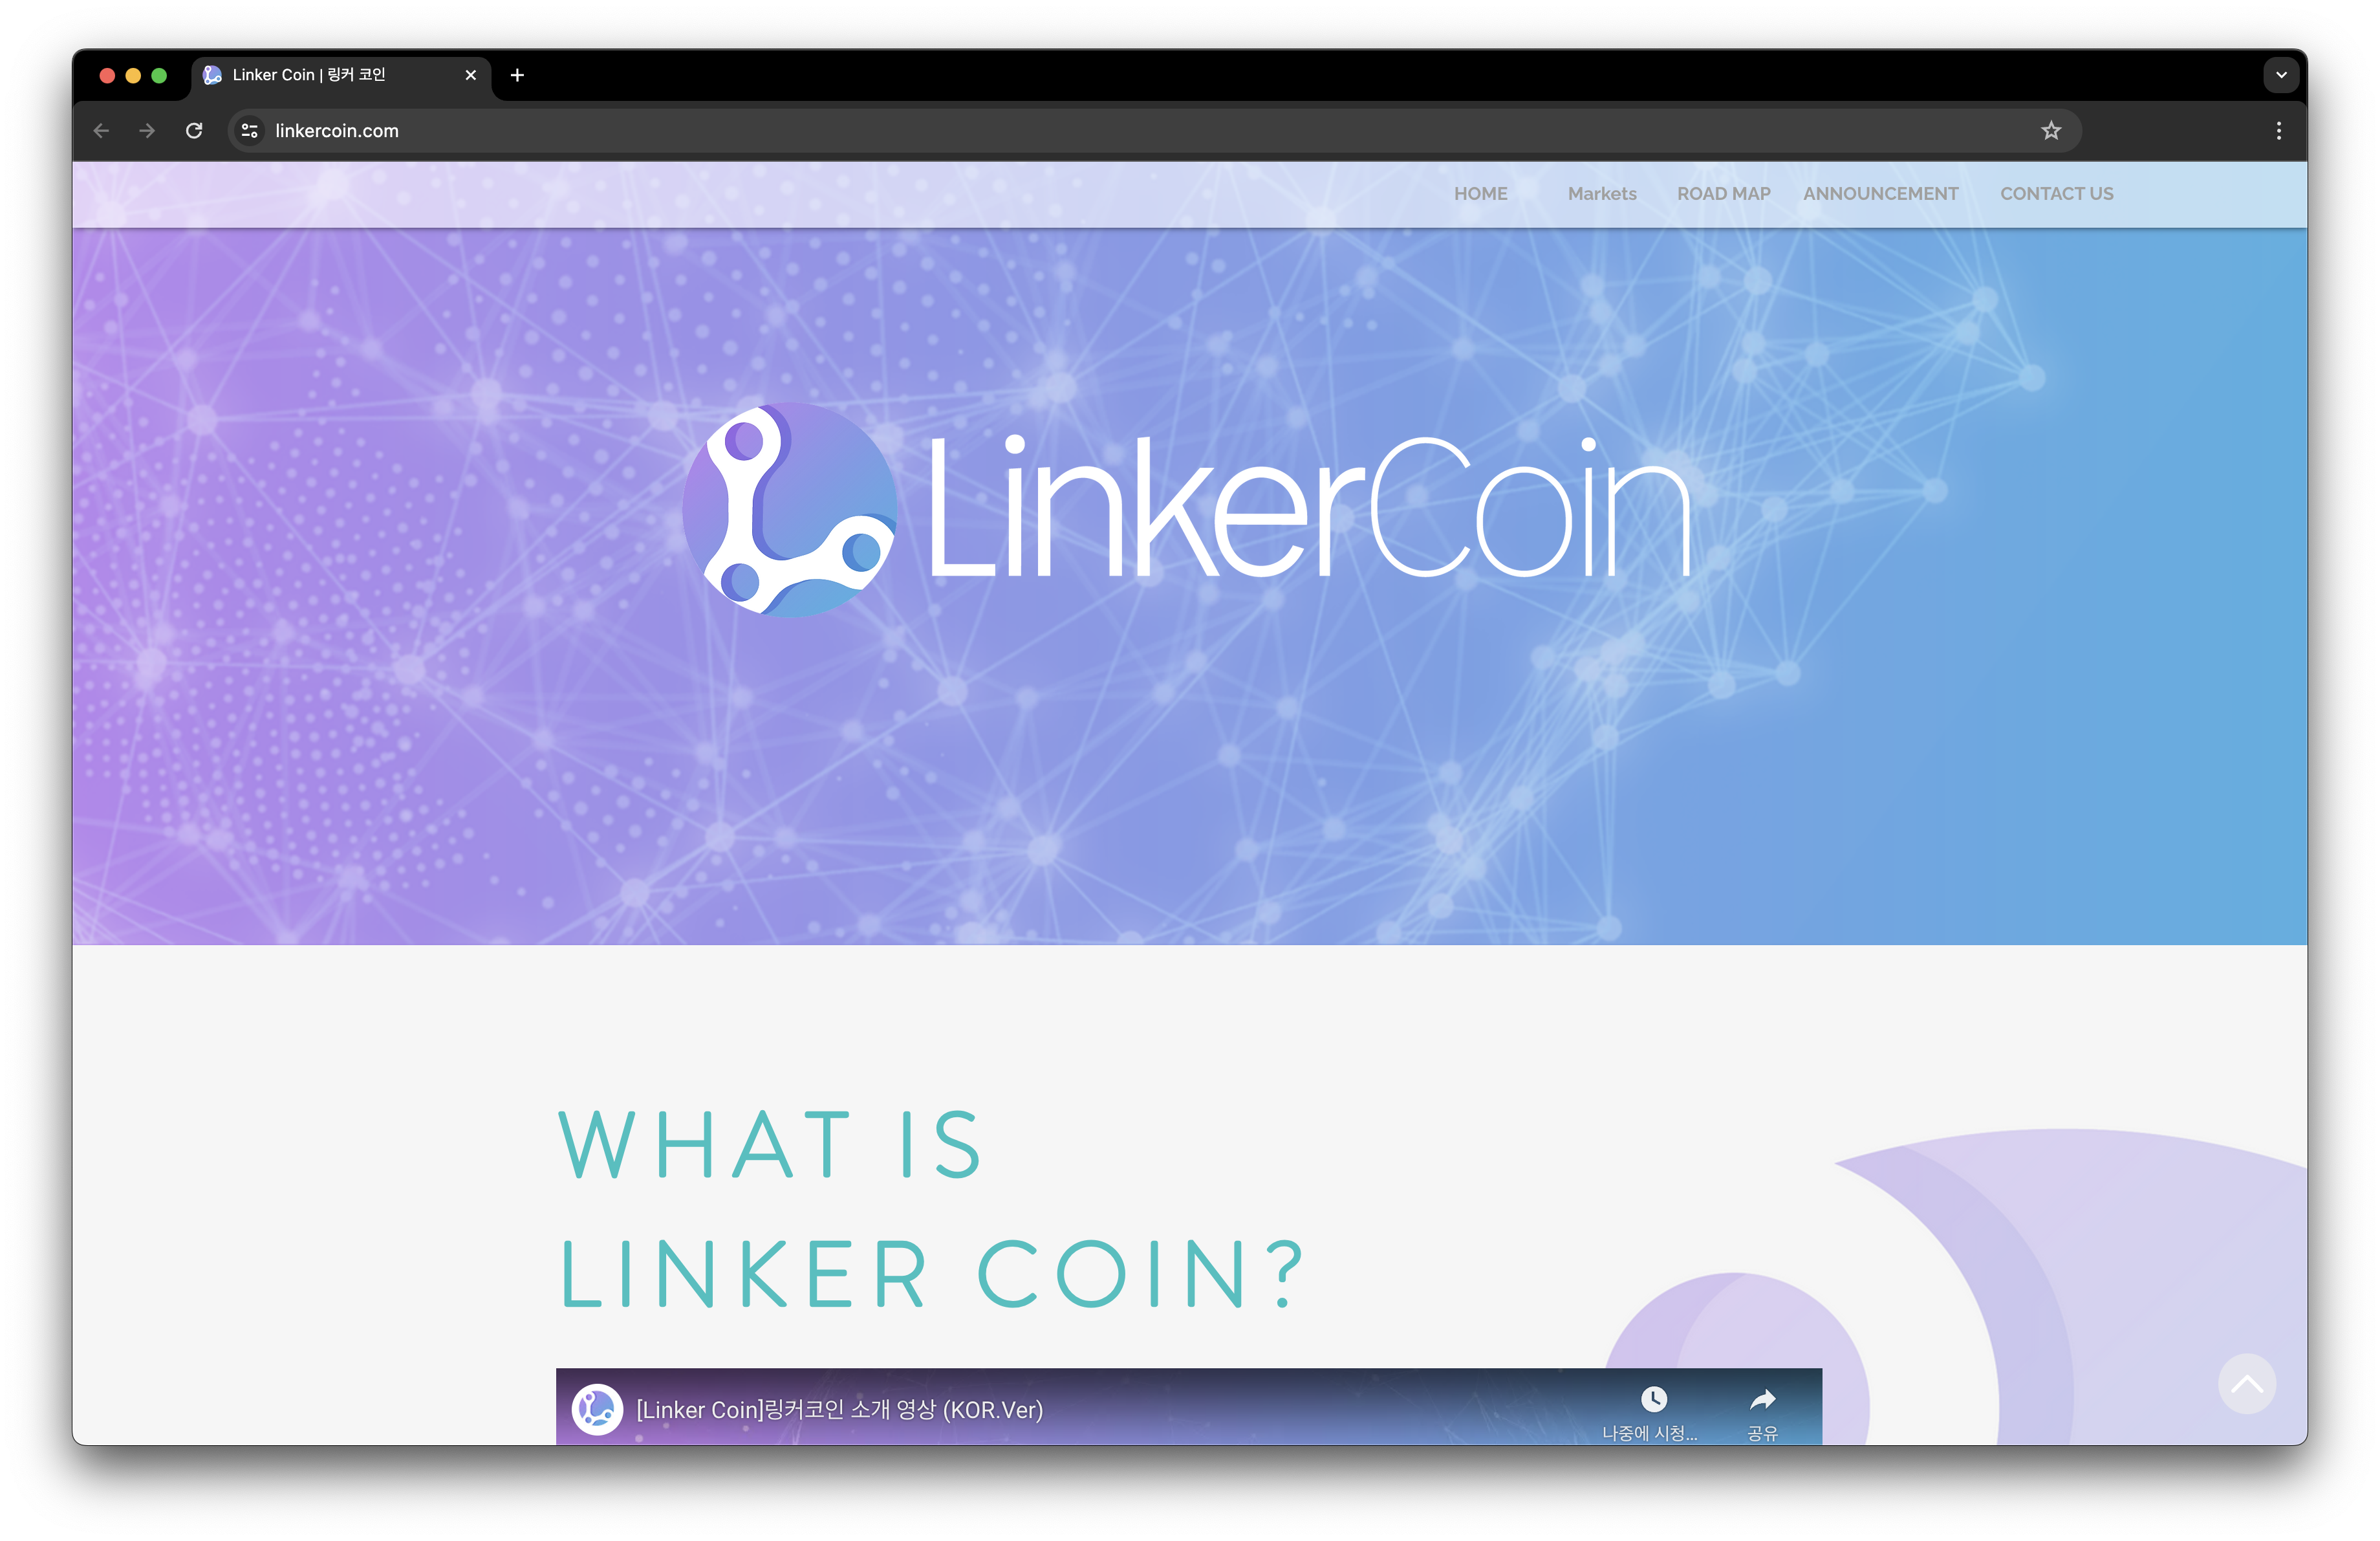 Linker Coin | 링커 코인
linkercoin.com
HOME Markets ROAD MAP ANNOUNCEMENT CONTACT US
LinkerCoin
WHAT IS
LINKER COIN?
[Linker Coin]링커코인 소개 영상 (KOR.Ver)
나중에 시청... 공유